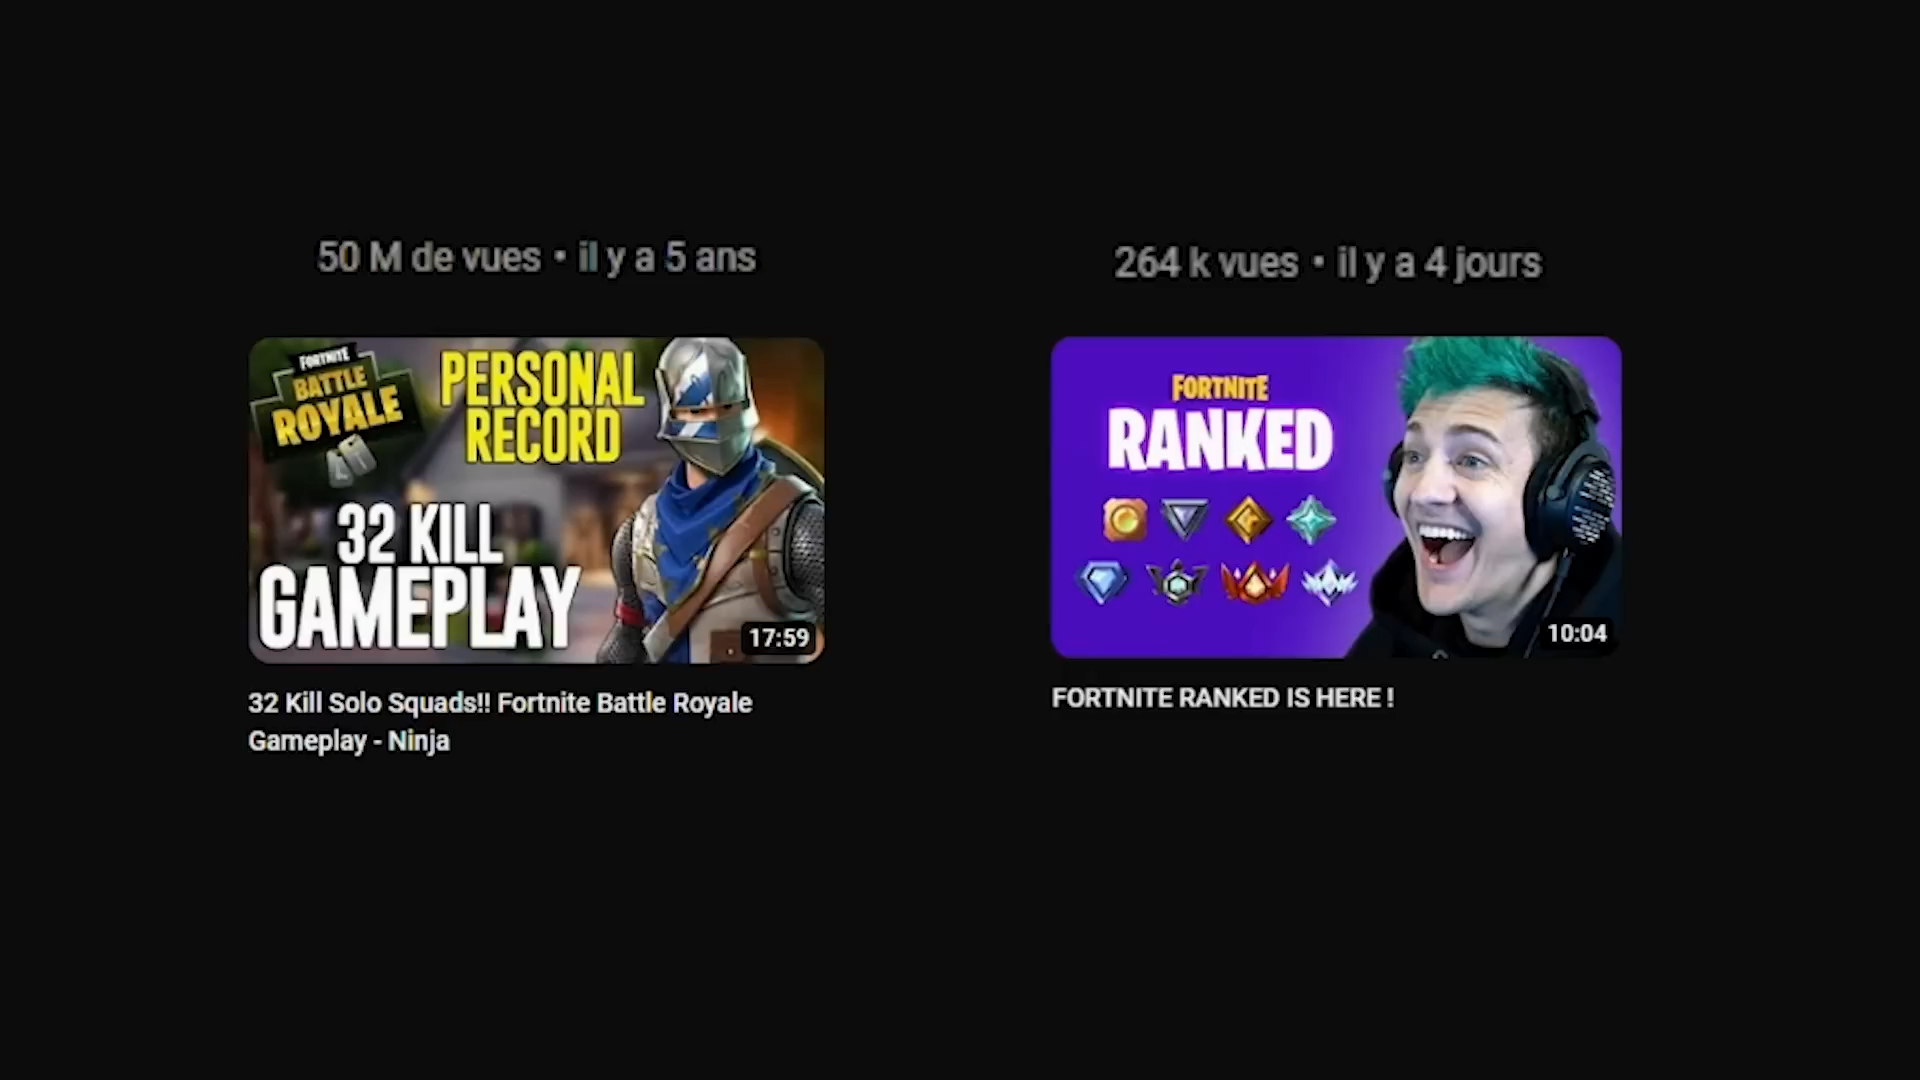 50 M de vues • il y a 5 ans
FORTNITE
BATTLE
ROYALE
PERSONAL
RECORD
32 KILL
GAMEPLAY
17:59
32 Kill Solo Squads!! Fortnite Battle Royale
Gameplay - Ninja
264 k vues • il y a 4 jours
FORTNITE
RANKED
10:04
FORTNITE RANKED IS HERE !